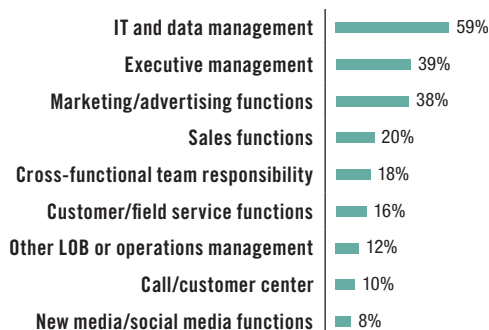 IT and data management 59%
Executive management 39%
Marketing/advertising functions 38%
Sales functions 20%
Cross-functional team responsibility 18%
Customer/field service functions 16%
Other LOB or operations management 12%
Call/customer center 10%
New media/social media functions 8%